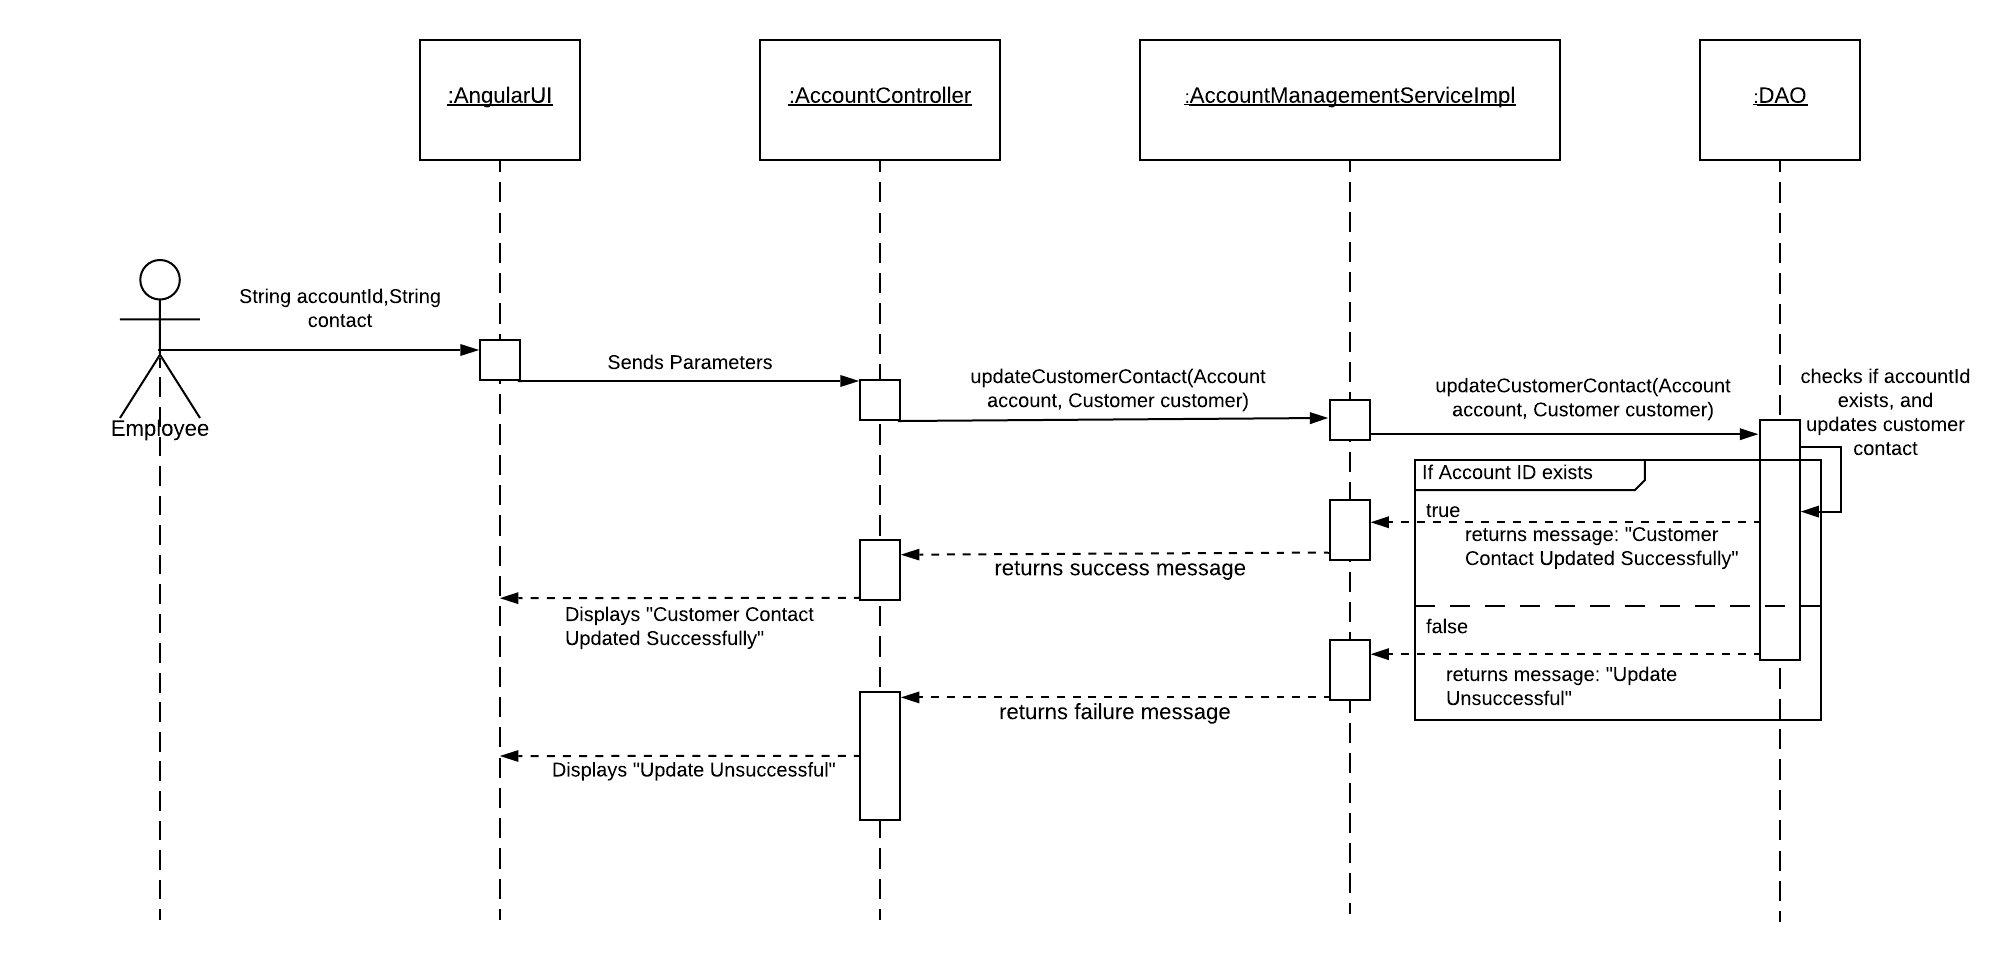 :AngularUI
:AccountController
:AccountManagementServiceImpl
:DAO
String accountId,String
contact
Employee
Sends Parameters
updateCustomerContact(Account
account, Customer customer)
updateCustomerContact(Account
account, Customer customer)
checks if accountId
exists, and
updates customer
contact
If Account ID exists
true
returns message: "Customer
Contact Updated Successfully"
returns success message
Displays "Customer Contact
Updated Successfully"
false
returns message: "Update
Unsuccessful"
returns failure message
Displays "Update Unsuccessful"